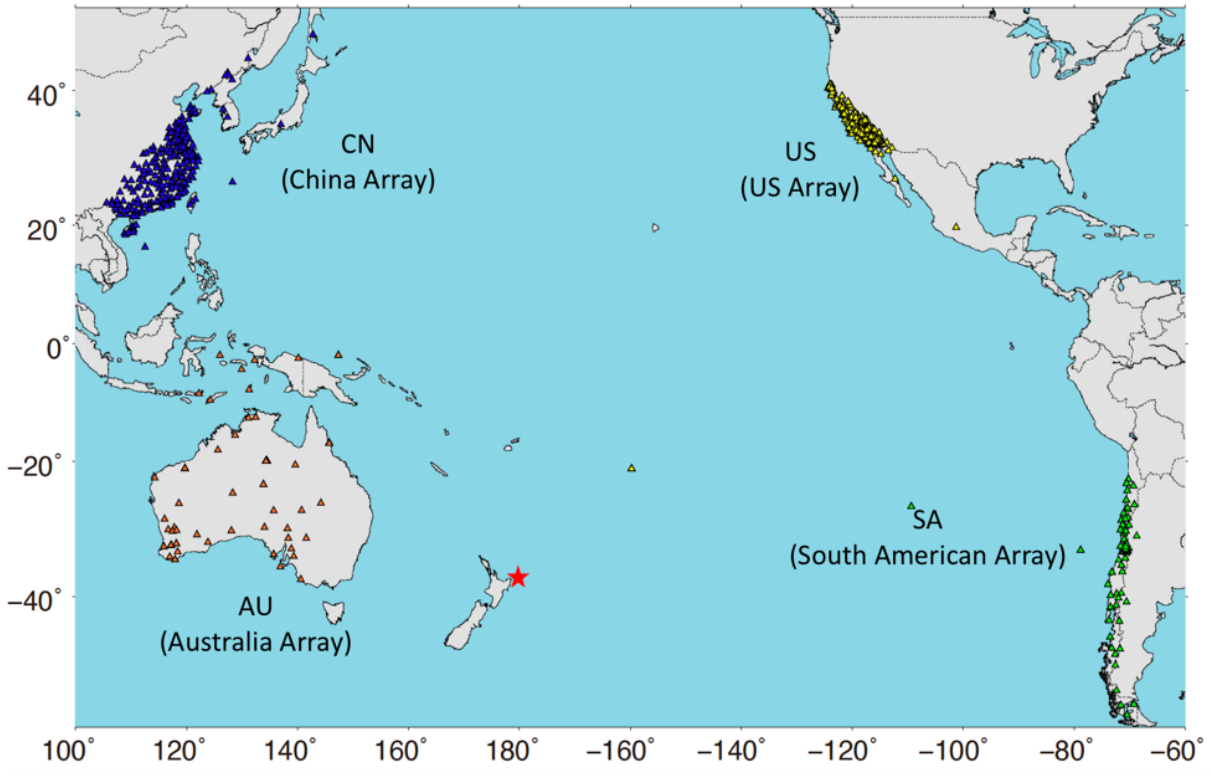 40°
20°
0°
−20°
−40°
CN
(China Array)
US
(US Array)
SA
(South American Array)
AU
(Australia Array)
100 120 140 160 180 −160 −140 −120 −100 −80 −60